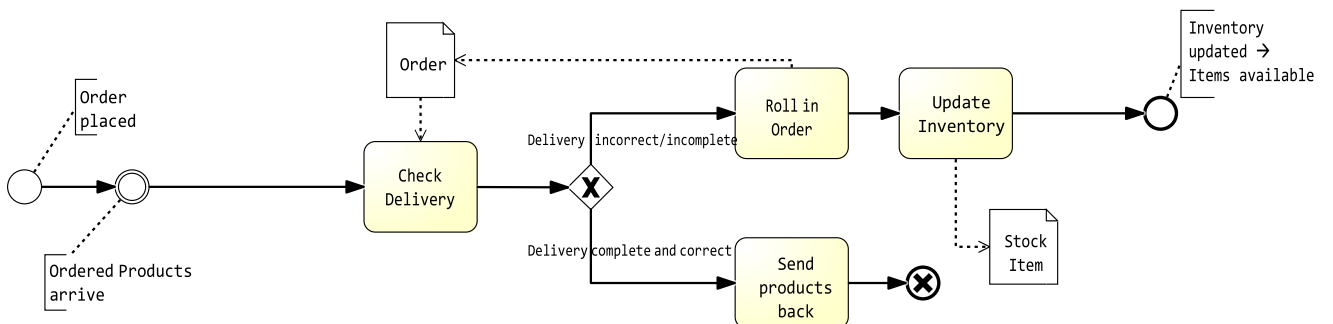 Order
placed
Ordered Products
arrive
Order
Check
Delivery
Delivery incorrect/incomplete
Delivery complete and correct
Roll in
Order
Update
Inventory
Send
products
back
Stock
Item
Inventory
updated →
Items available